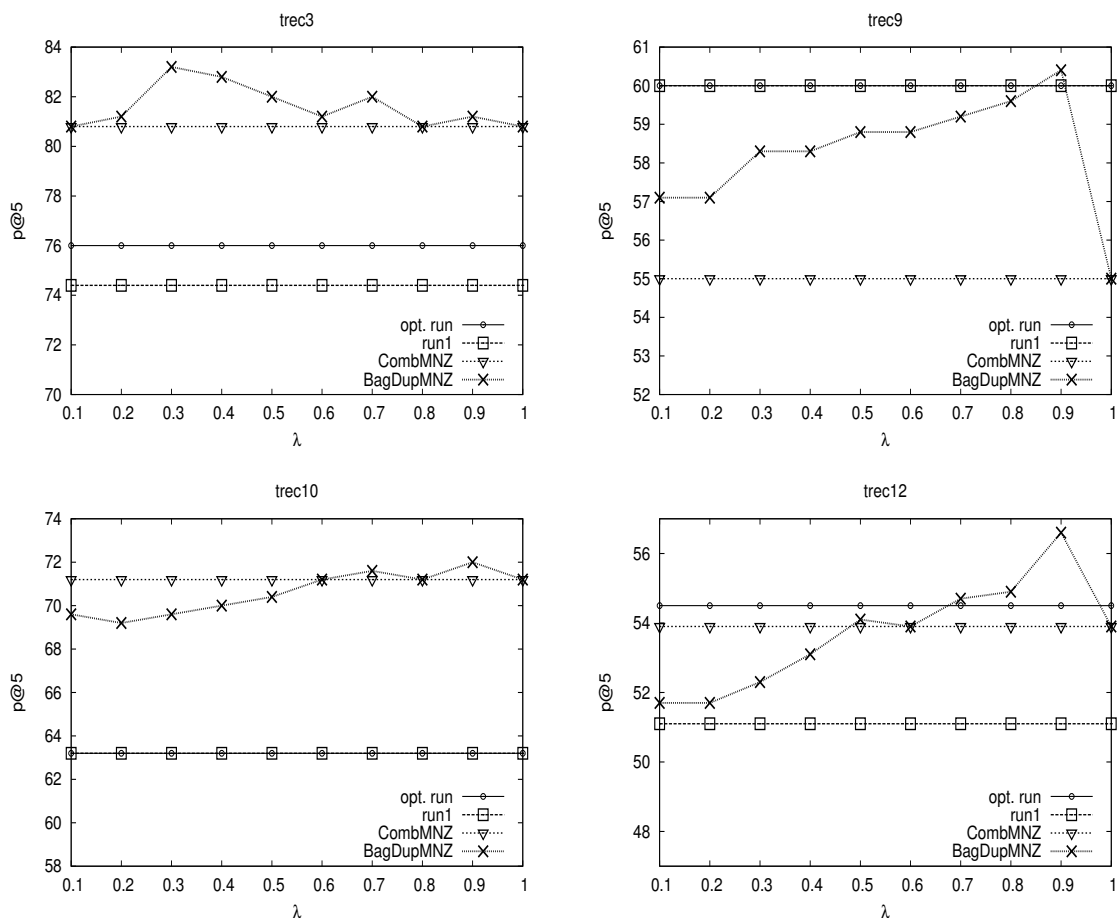 trec3
84
82
80
78
76
74
72
70
p@5
opt. run
run1
CombMNZ
BagDupMNZ
0.1 0.2 0.3 0.4 0.5 0.6 0.7 0.8 0.9 1
λ
trec9
61
60
59
58
57
56
55
54
53
52
p@5
opt. run
run1
CombMNZ
BagDupMNZ
0.1 0.2 0.3 0.4 0.5 0.6 0.7 0.8 0.9 1
λ
trec10
74
72
70
68
66
64
62
60
58
p@5
opt. run
run1
CombMNZ
BagDupMNZ
0.1 0.2 0.3 0.4 0.5 0.6 0.7 0.8 0.9 1
λ
trec12
56
54
52
50
48
p@5
opt. run
run1
CombMNZ
BagDupMNZ
0.1 0.2 0.3 0.4 0.5 0.6 0.7 0.8 0.9 1
λ